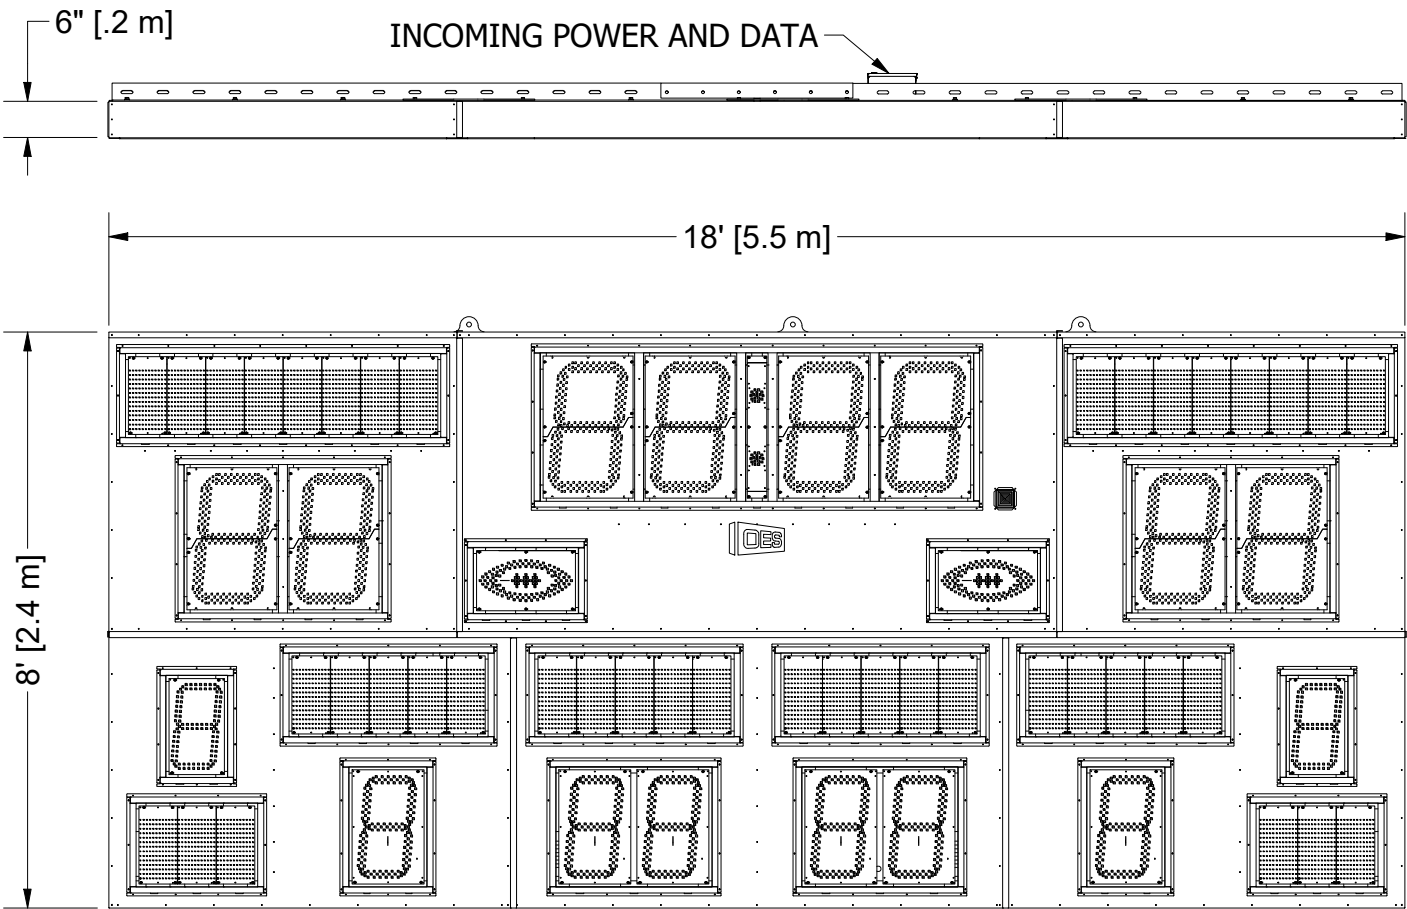 6" [.2 m]
INCOMING POWER AND DATA
18' [5.5 m]
8' [2.4 m]
OES